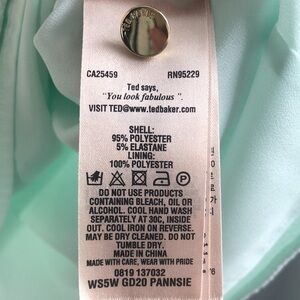 TED BAKER
CA25459 RN95229
Ted says,
"You look fabulous".
VISIT TED@www.tedbaker.com
SHELL:
95% POLYESTER
5% ELASTANE
LINING:
100% POLYESTER
DO NOT USE PRODUCTS
CONTAINING BLEACH, OIL OR
ALCOHOL. COOL HAND WASH
SEPARATELY AT 30C, INSIDE
OUT. COOL IRON ON REVERSE.
MAY BE DRY CLEANED. DO NOT
TUMBLE DRY.
MADE IN CHINA
MADE WITH CARE, WEAR WITH PRIDE
0819 137032
WS5W GD20 PANNSIE